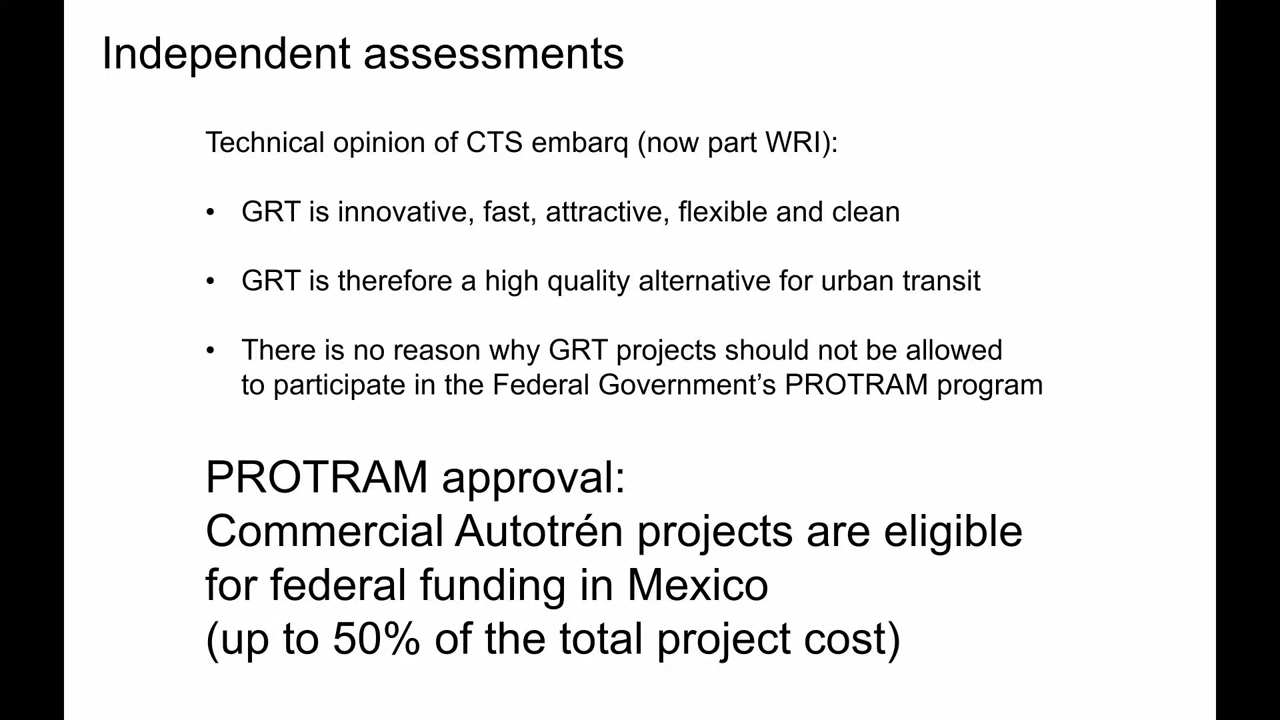 Independent assessments
Technical opinion of CTS embarq (now part WRI):
• GRT is innovative, fast, attractive, flexible and clean
• GRT is therefore a high quality alternative for urban transit
• There is no reason why GRT projects should not be allowed
to participate in the Federal Government’s PROTRAM program
PROTRAM approval:
Commercial Autotrén projects are eligible
for federal funding in Mexico
(up to 50% of the total project cost)